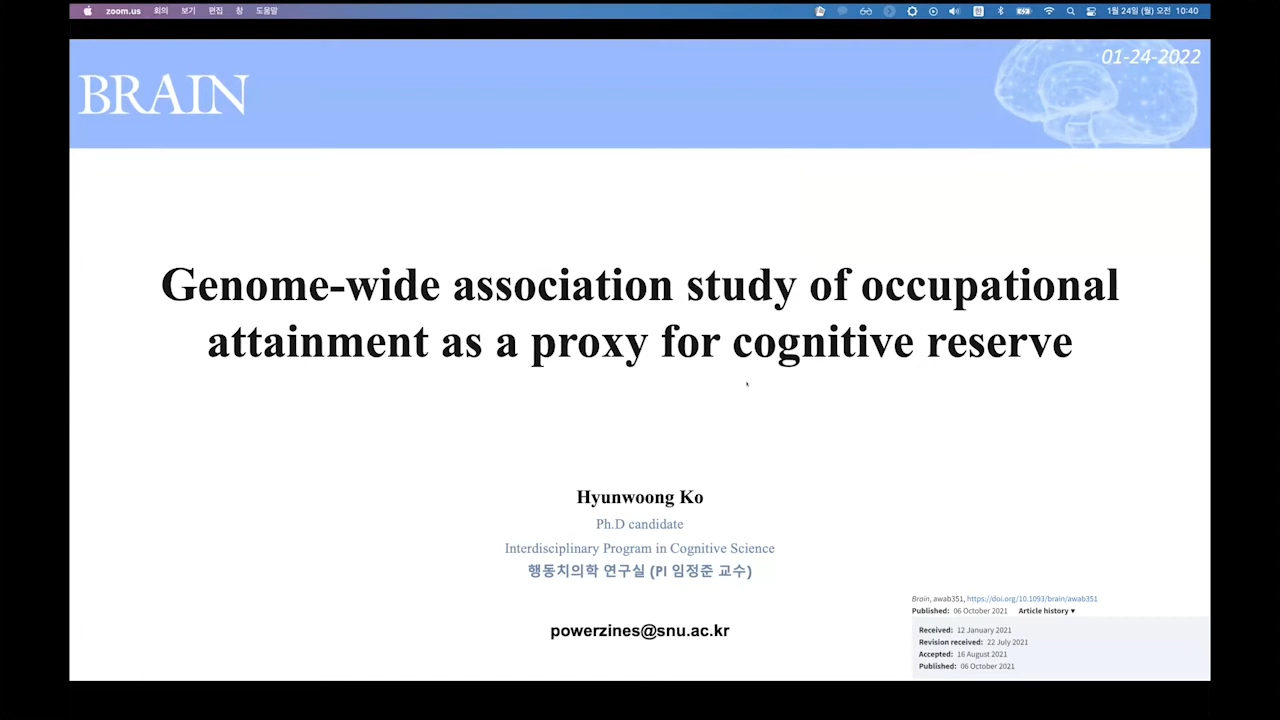 zoom.us 회의 보기 편집 창 도움말 한 1월 24일 (월) 오전 10:40
01-24-2022
BRAIN
Genome-wide association study of occupational
attainment as a proxy for cognitive reserve
Hyunwoong Ko
Ph.D candidate
Interdisciplinary Program in Cognitive Science
행동치의학 연구실 (PI 임정준 교수)
powerzines@snu.ac.kr
Brain, awab351, https://doi.org/10.1093/brain/awab351
Published: 06 October 2021 Article history ▾
Received: 12 January 2021
Revision received: 22 July 2021
Accepted: 16 August 2021
Published: 06 October 2021